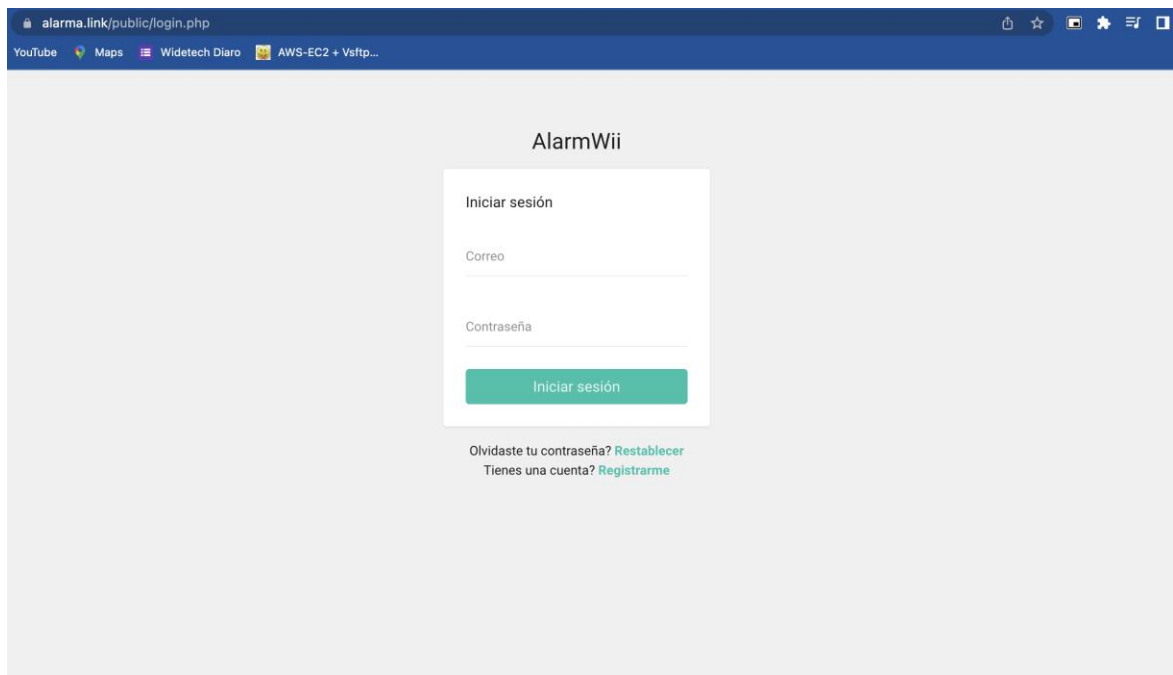 alarma.link/public/login.php
YouTube Maps Widetech Diaro AWS-EC2 + Vsftp...
AlarmWii
Iniciar sesión
Correo
Contraseña
Iniciar sesión
Olvidaste tu contraseña? Restablecer
Tienes una cuenta? Registrarme